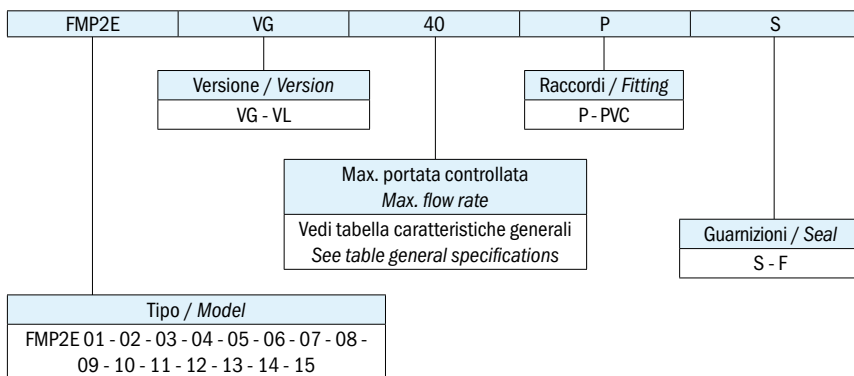 FMP2E VG 40 P S
Versione / Version
VG - VL
Raccordi / Fitting
P - PVC
Max. portata controllata
Max. flow rate
Vedi tabella caratteristiche generali
See table general specifications
Guarnizioni / Seal
S - F
Tipo / Model
FMP2E 01 - 02 - 03 - 04 - 05 - 06 - 07 - 08 -
09 - 10 - 11 - 12 - 13 - 14 - 15